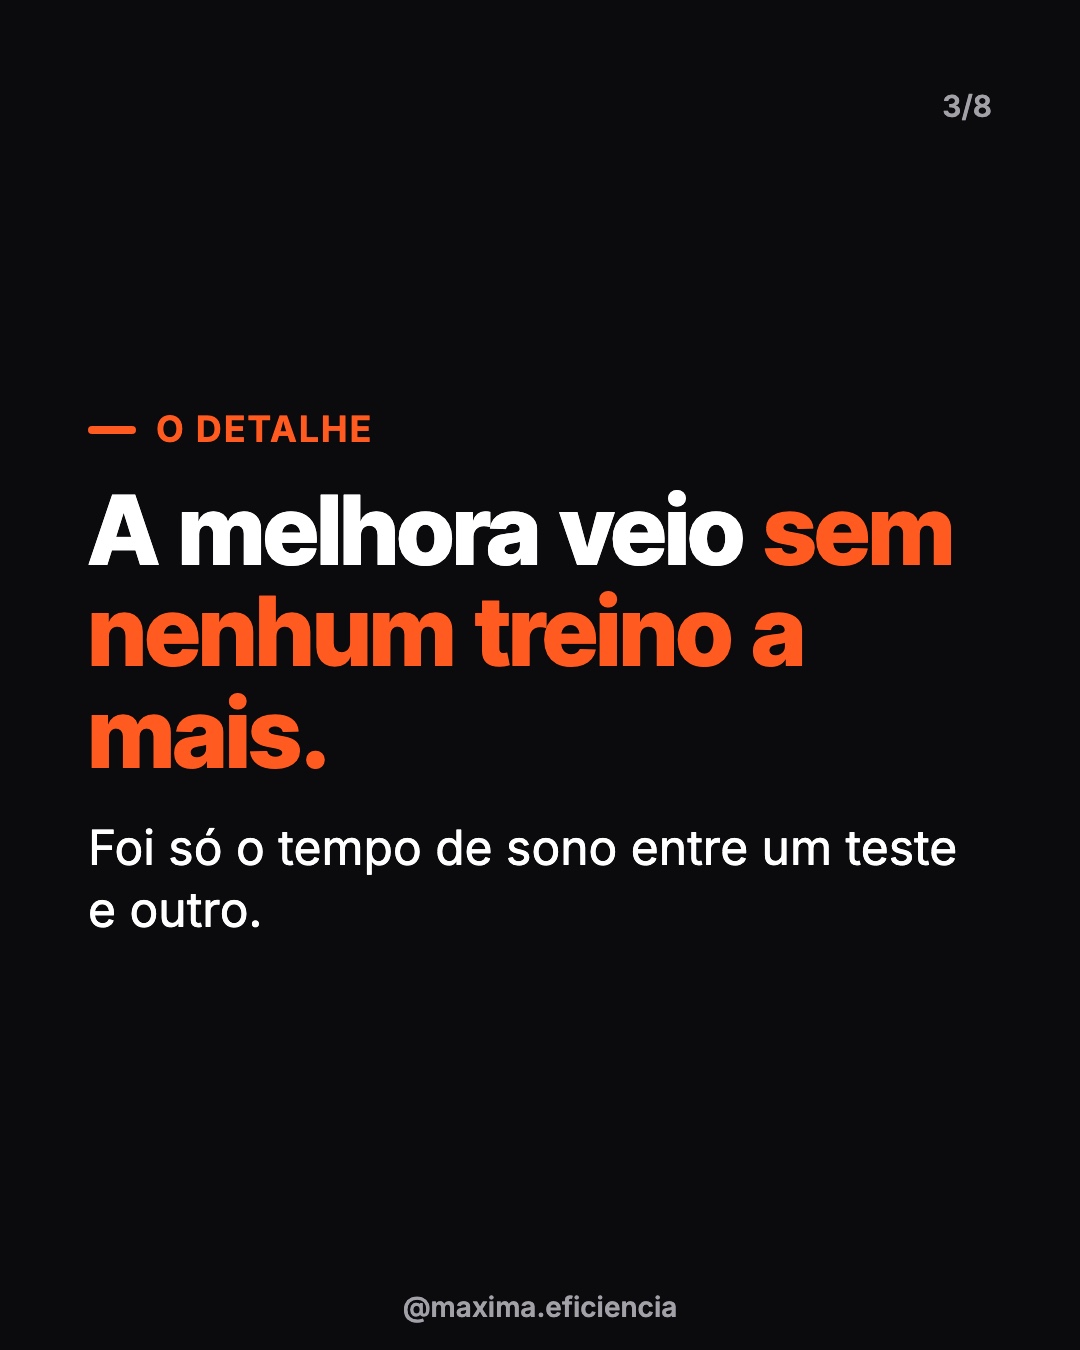 3/8
O DETALHE
A melhora veio sem
nenhum treino a
mais.
Foi só o tempo de sono entre um teste
e outro.
@maxima.eficiencia